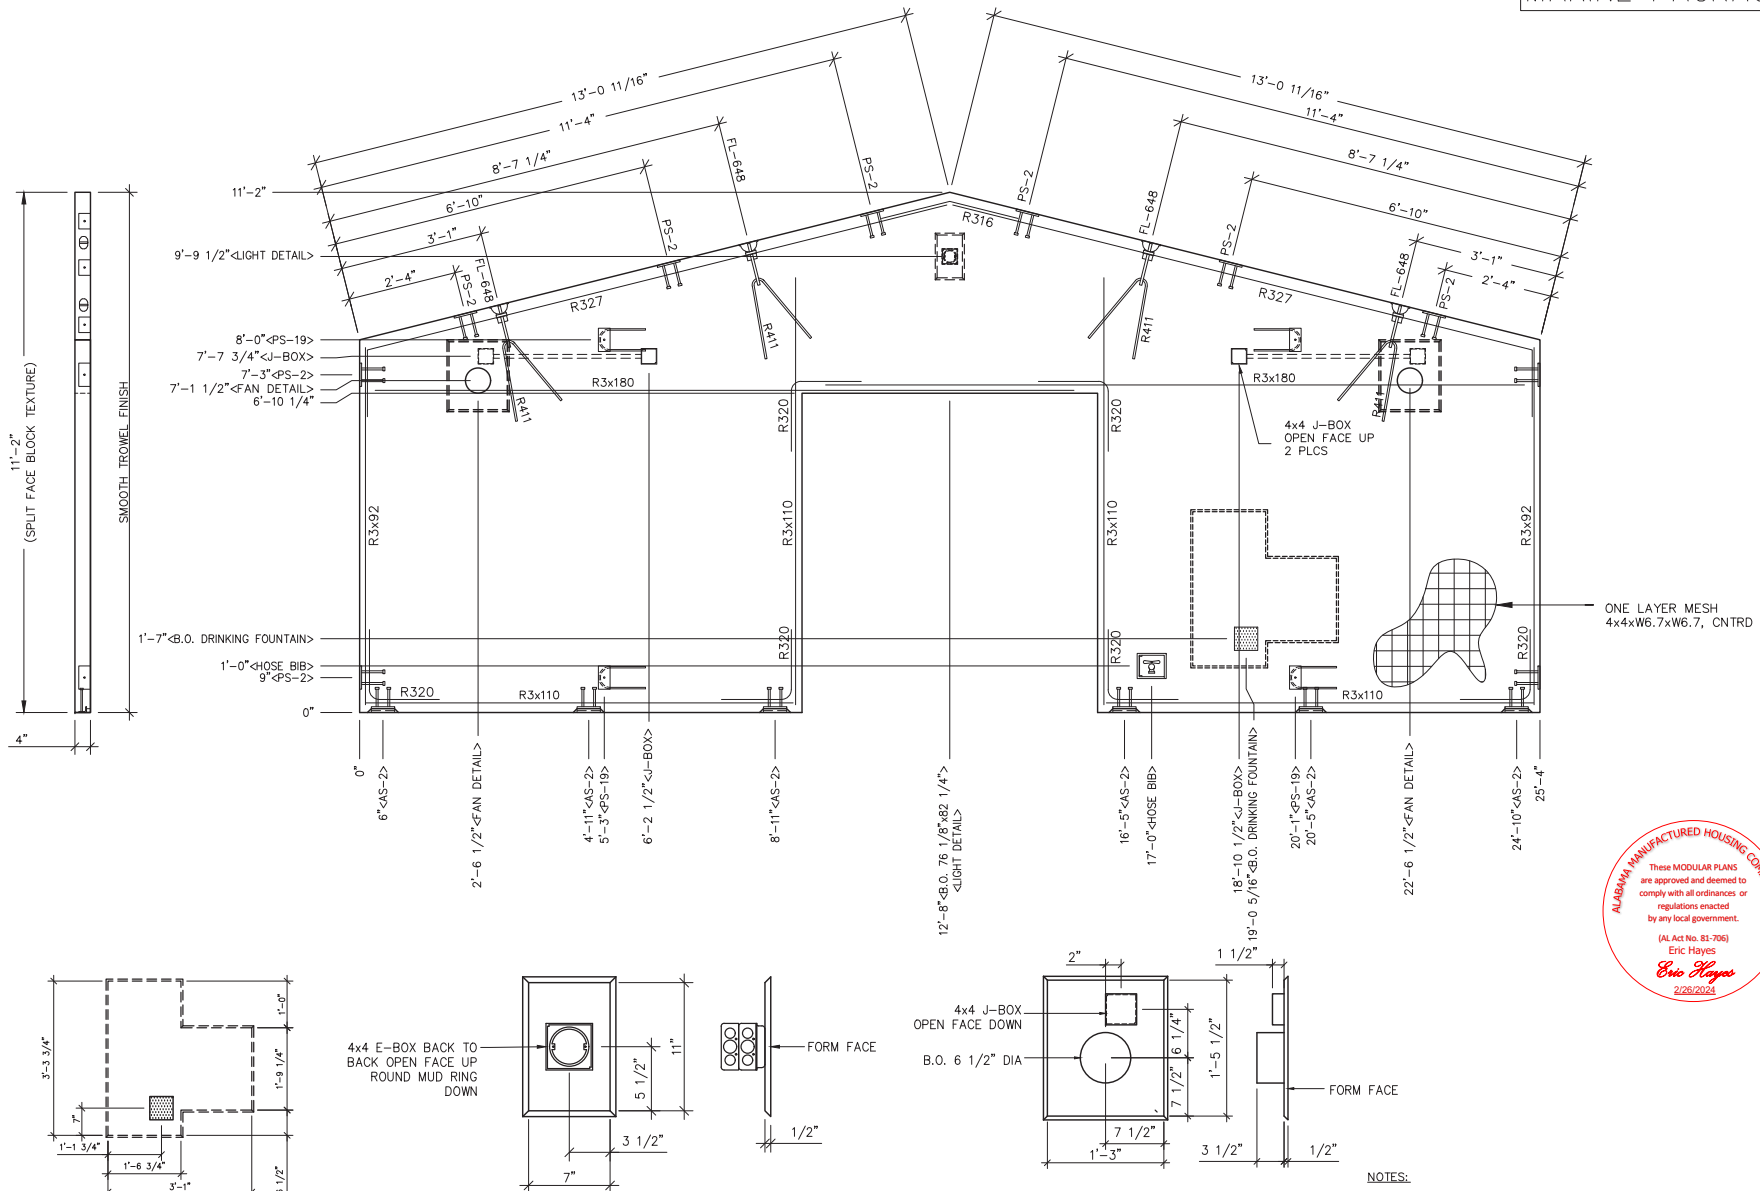 13'-0 11/16"
11'-4"
8'-7 1/4"
6'-10"
3'-1"
2'-4"
13'-0 11/16"
11'-4"
8'-7 1/4"
6'-10"
3'-1"
2'-4"
FL-648
PS-2
PS-2
FL-648
PS-2
PS-2
FL-648
PS-2
FL-648
PS-2
11'-2"
9'-9 1/2"<LIGHT DETAIL>
8'-0"<PS-19>
7'-7 3/4"<J-BOX>
7'-3"<PS-2>
7'-1 1/2"<FAN DETAIL>
6'-10 1/4"
1'-7"<B.O. DRINKING FOUNTAIN>
1'-0"<HOSE BIB>
9"<PS-2>
0"
11'-2"
(SPLIT FACE BLOCK TEXTURE)
SMOOTH TROWEL FINISH
4"
R316
R327
R327
R411
R411
R411
R411
R3x180
R3x180
R320
R320
R3x92
R3x110
R3x110
R3x92
R320
R320
R320
R320
R3x110
R3x110
4x4 J-BOX
OPEN FACE UP
2 PLCS
ONE LAYER MESH
4x4xW6.7xW6.7, CNTRD
0"
6"<AS-2>
2'-6 1/2"<FAN DETAIL>
4'-11"<AS-2>
5'-3"<PS-19>
6'-2 1/2"<J-BOX>
8'-11"<AS-2>
12'-8"<B.O. 76 1/8"x82 1/4">
<LIGHT DETAIL>
16'-5"<AS-2>
17'-0"<HOSE BIB>
18'-10 1/2"<J-BOX>
19'-0 5/16"<B.O. DRINKING FOUNTAIN>
20'-1"<PS-19>
20'-5"<AS-2>
22'-6 1/2"<FAN DETAIL>
24'-10"<AS-2>
25'-4"
These MODULAR PLANS
are approved and deemed to
comply with all ordinances or
regulations enacted
by any local government.
(AL Act No. 81-706)
Eric Hayes
Eric Hayes
2/26/2024
ALABAMA MANUFACTURED HOUSING
3'-3 3/4"
7"
1'-1 3/4"
1'-6 3/4"
3'-1"
1'-0"
1'-9 1/4"
4x4 E-BOX BACK TO
BACK OPEN FACE UP
ROUND MUD RING
DOWN
11"
5 1/2"
3 1/2"
7"
FORM FACE
1/2"
2"
4x4 J-BOX
OPEN FACE DOWN
B.O. 6 1/2" DIA
6 1/4"
7 1/2"
1'-5 1/2"
7 1/2"
1'-3"
1 1/2"
FORM FACE
3 1/2"
1/2"
NOTES: